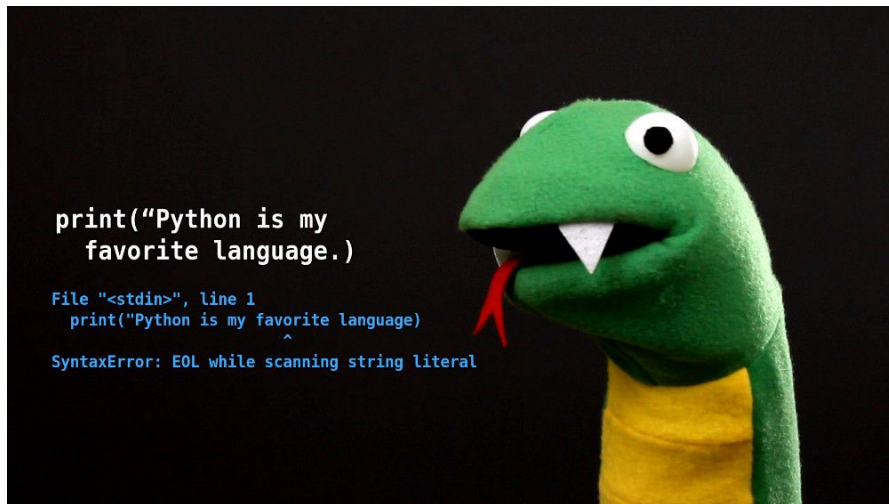 print(“Python is my
favorite language.)
File "<stdin>", line 1
print("Python is my favorite language)
^
SyntaxError: EOL while scanning string literal